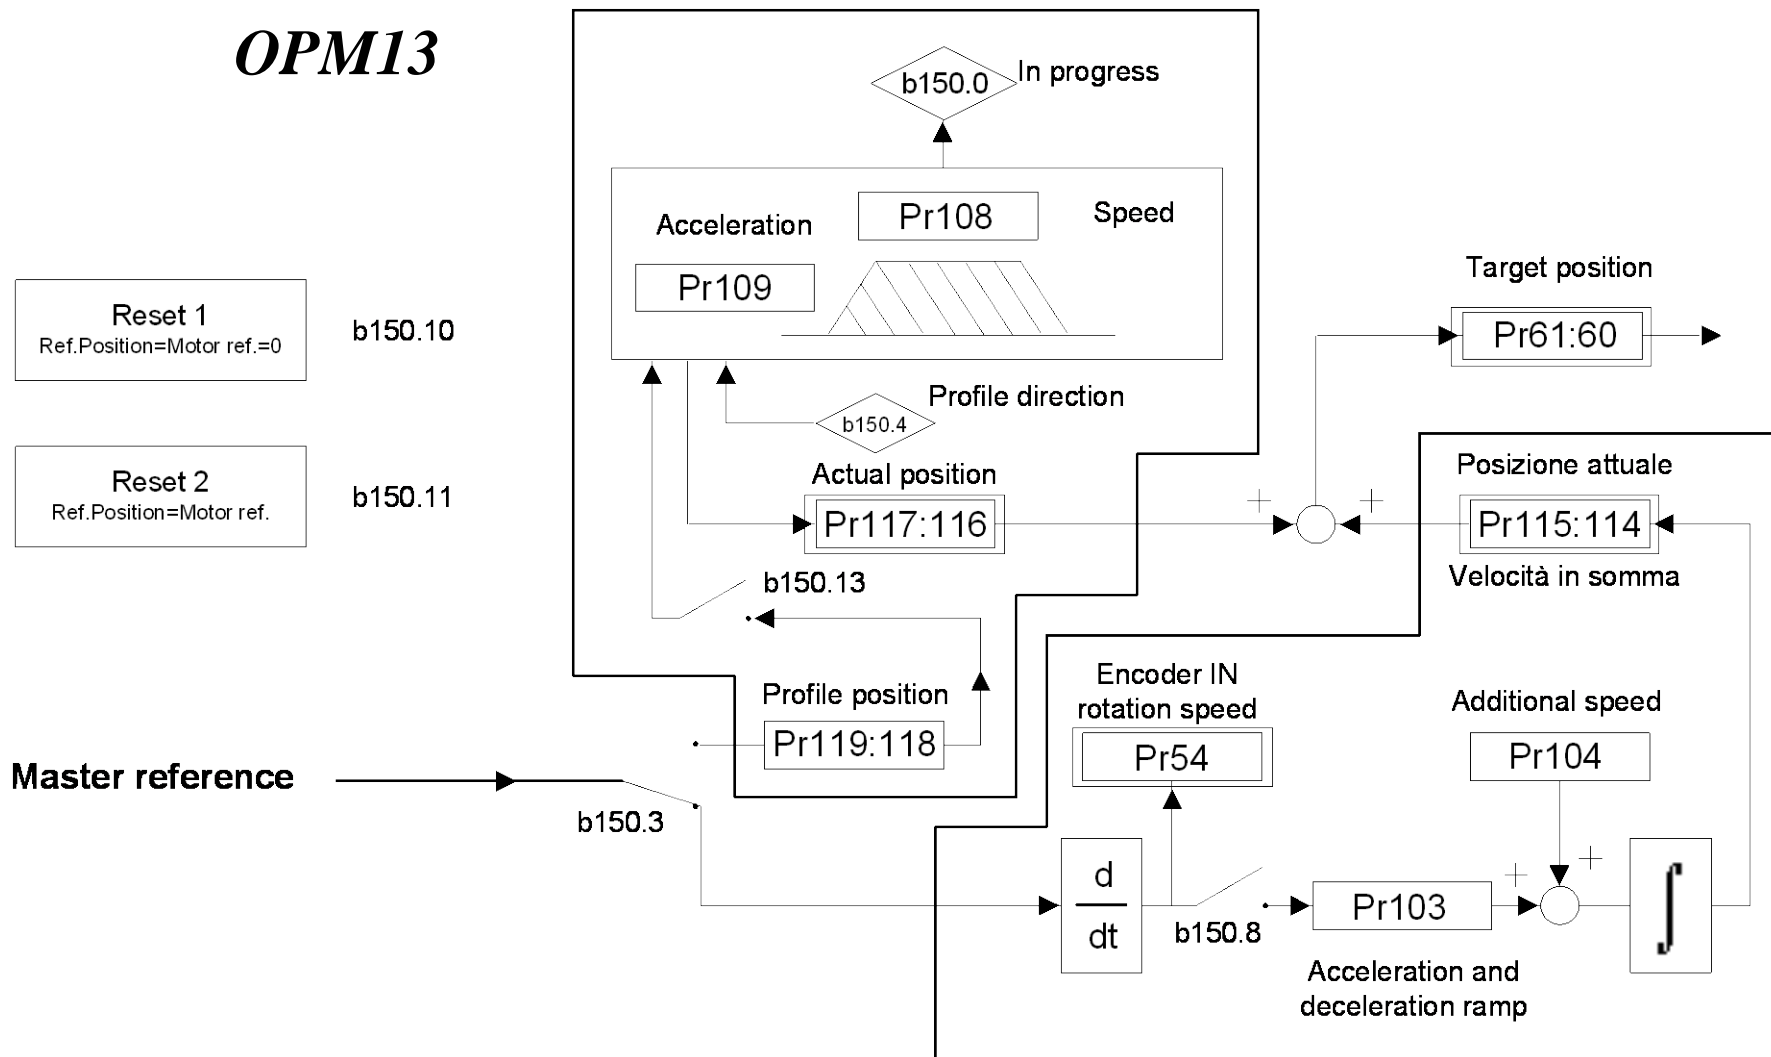 OPM13
b150.0
In progress
Acceleration
Pr108
Speed
Pr109
Reset 1
Ref.Position=Motor ref.=0
b150.10
Target position
Pr61:60
Profile direction
b150.4
Reset 2
Ref.Position=Motor ref.
b150.11
Actual position
Pr117:116
+
+
Posizione attuale
Pr115:114
Velocità in somma
b150.13
Profile position
Pr119:118
Encoder IN
rotation speed
Pr54
Additional speed
Pr104
Master reference
b150.3
d
dt
b150.8
Pr103
+
+
∫
Acceleration and
deceleration ramp